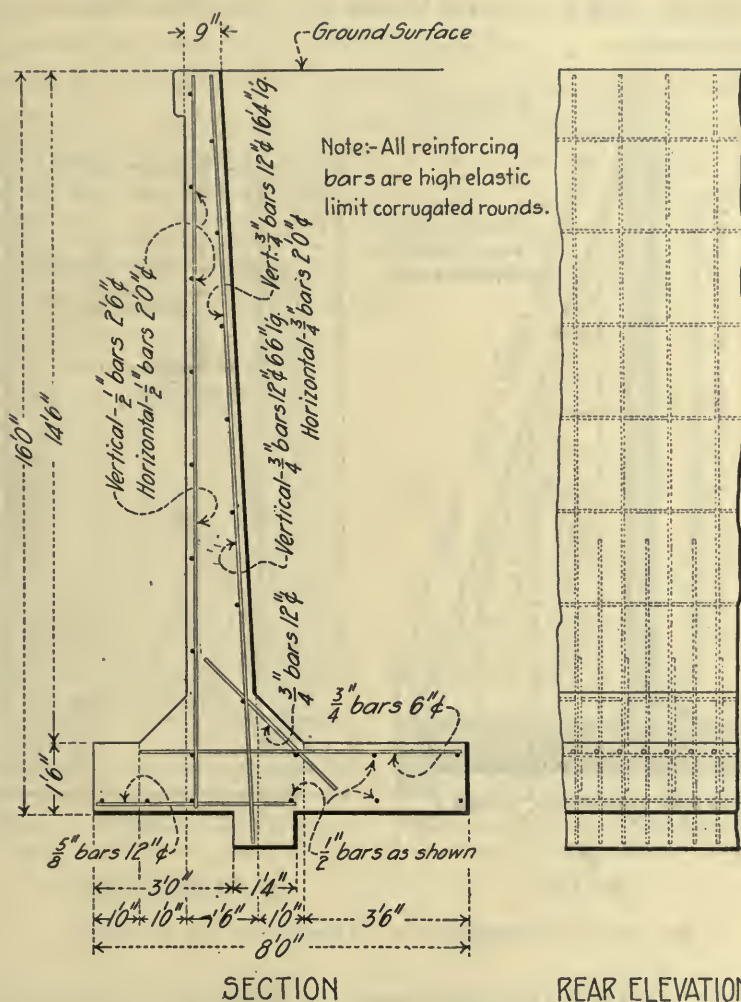 9"
Ground Surface
Note:-All reinforcing
bars are high elastic
limit corrugated rounds.
16'0"
14'6"
1'6"
Vertical-1/2" bars 2'6"¢
Horizontal-1/2" bars 2'0"¢
Vert.-3/4" bars 12"¢ 16'4" lg.
Vertical-3/4" bars 12"¢ 6'6" lg.
Horizontal-3/4" bars 2'0"¢
3/4" bars 12"¢
3/4" bars 6"¢
5/8" bars 12"¢
1/2" bars as shown
3'0"
1'4"
1'0"
1'0"
1'6"
1'0"
3'6"
8'0"
SECTION
REAR ELEVATION